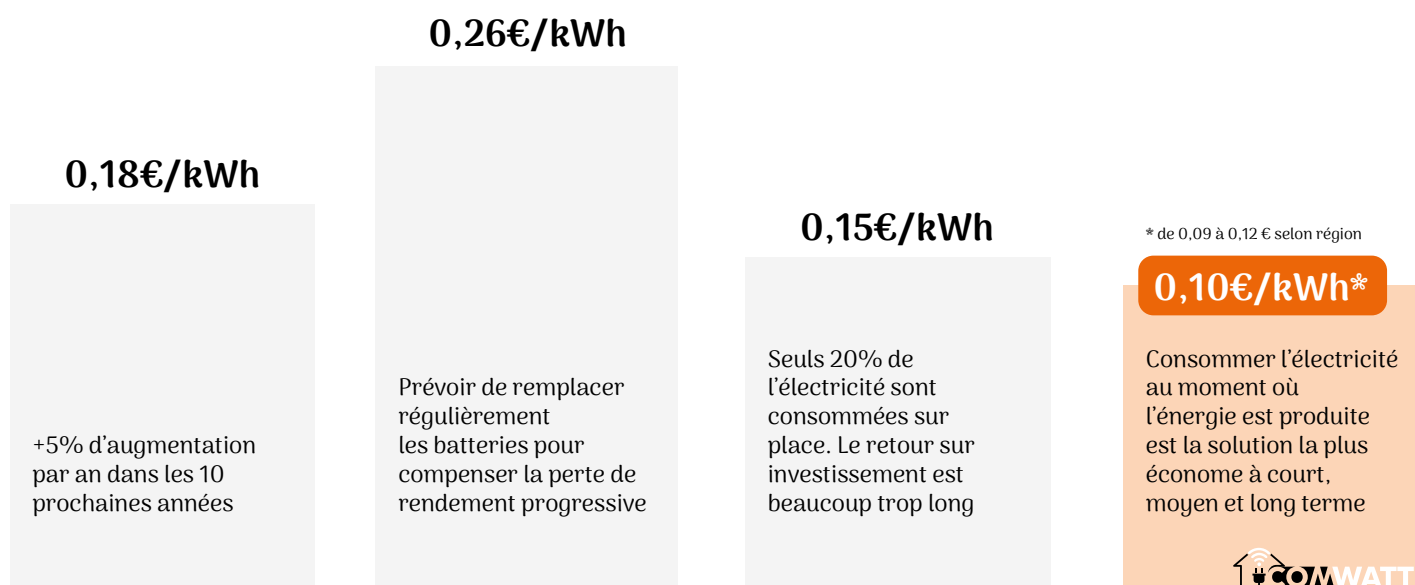 0,26€/kWh
0,18€/kWh
0,15€/kWh
* de 0,09 à 0,12 € selon région
0,10€/kWh*
+5% d’augmentation
par an dans les 10
prochaines années
Prévoir de remplacer
régulièrement
les batteries pour
compenser la perte de
rendement progressive
Seuls 20% de
l’électricité sont
consommées sur
place. Le retour sur
investissement est
beaucoup trop long
Consommer l’électricité
au moment où
l’énergie est produite
est la solution la plus
économe à court,
moyen et long terme
COMWATT